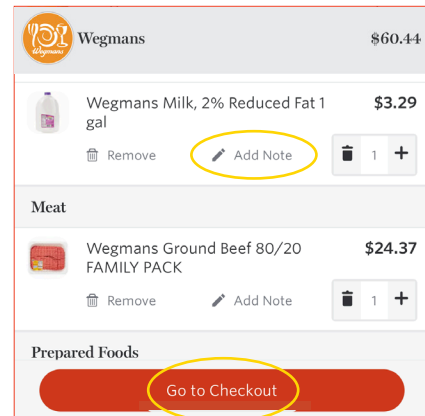 Wegmans
Wegmans $60.44
Wegmans Milk, 2% Reduced Fat 1 $3.29
gal
Remove Add Note 1 +
Meat
Wegmans Ground Beef 80/20 $24.37
FAMILY PACK
Remove Add Note 1 +
Prepared Foods
Go to Checkout